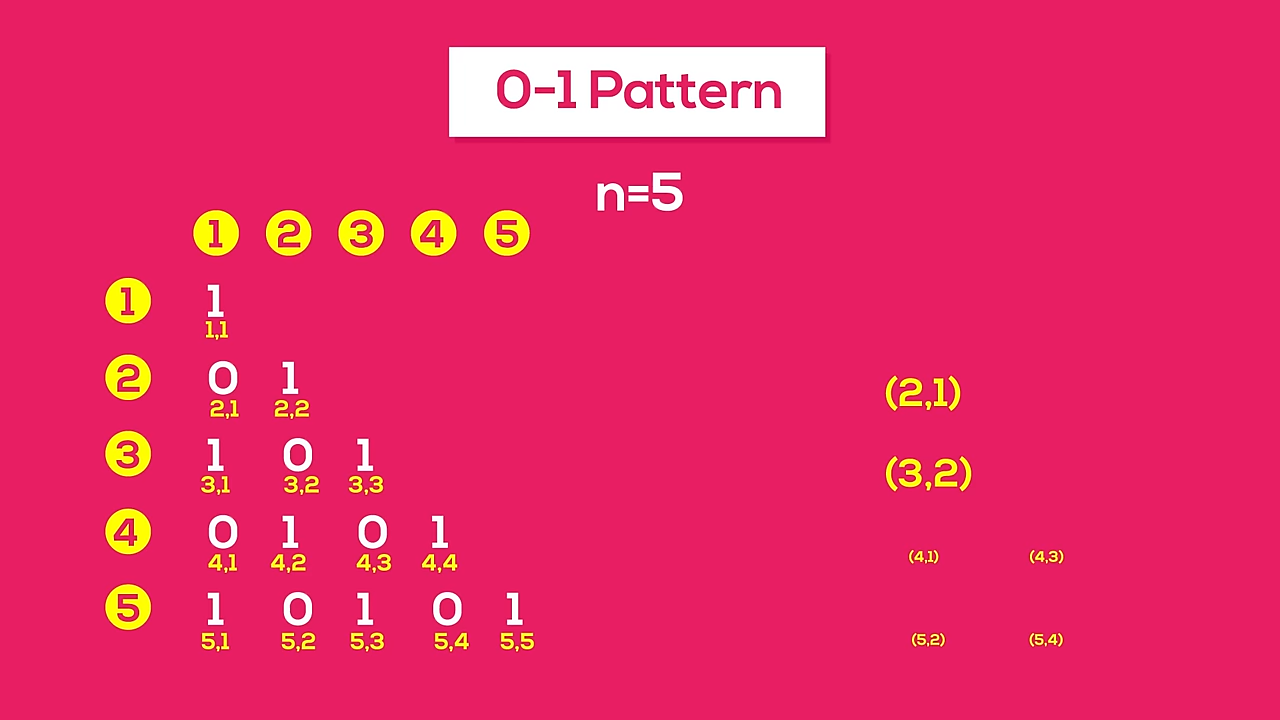 0-1 Pattern
n=5
1 2 3 4 5
1 1
1,1
2 0 1
2,1 2,2 (2,1)
3 1 0 1
3,1 3,2 3,3 (3,2)
4 0 1 0 1
4,1 4,2 4,3 4,4 (4,1) (4,3)
5 1 0 1 0 1
5,1 5,2 5,3 5,4 5,5 (5,2) (5,4)